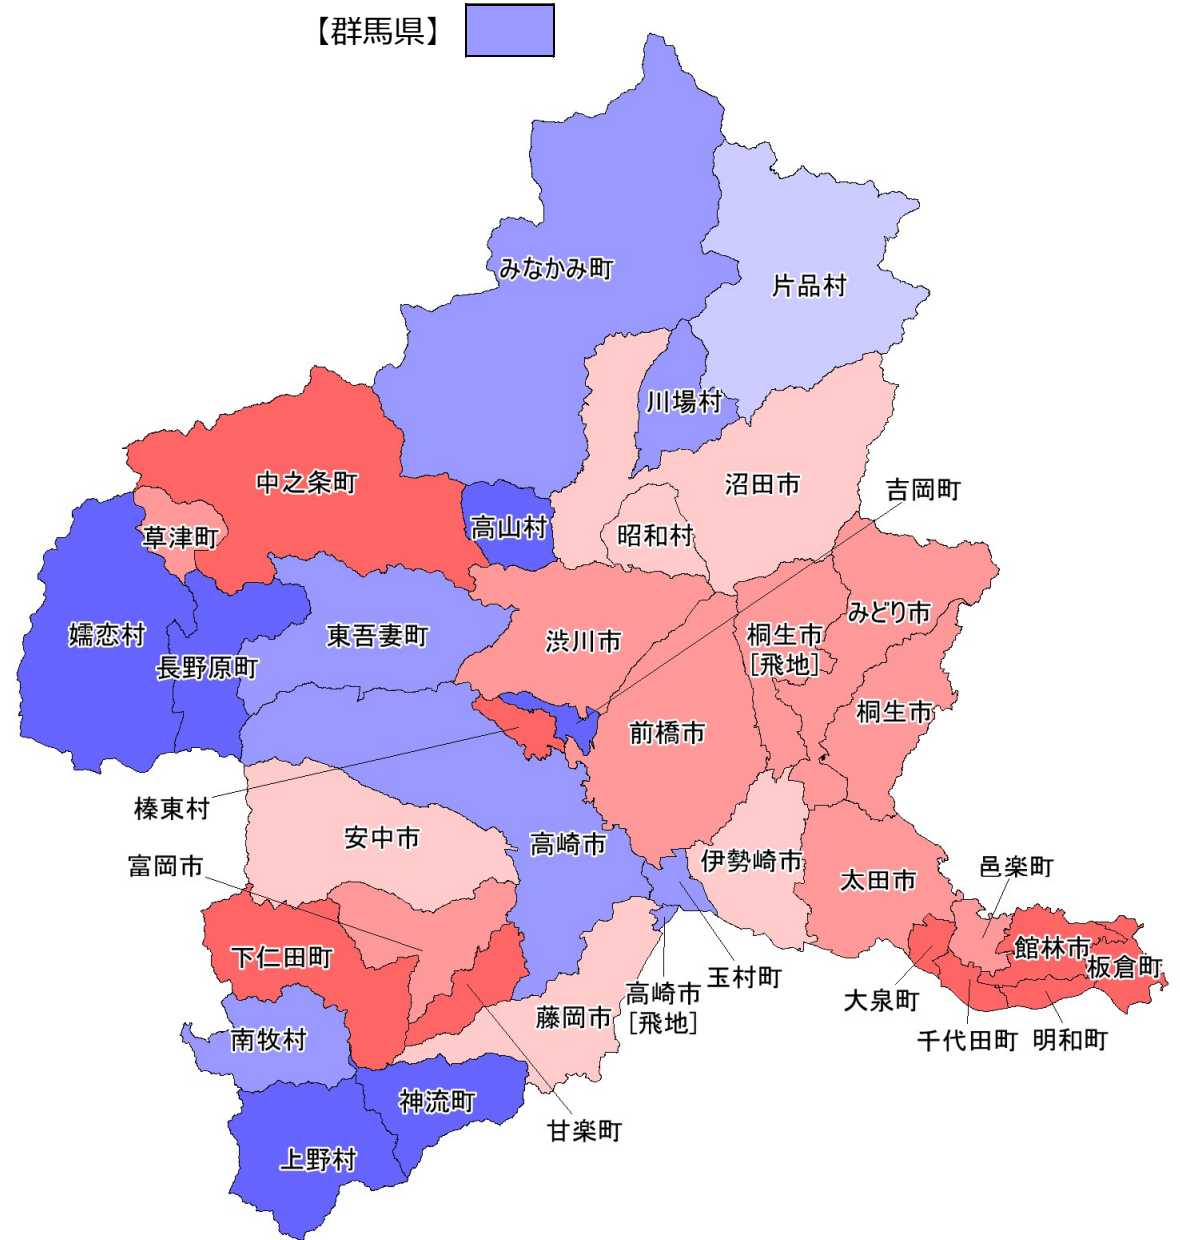 【群馬県】
みなかみ町
片品村
川場村
中之条町
沼田市
吉岡町
高山村
草津町
昭和村
みどり市
嬬恋村
東吾妻町
渋川市
桐生市
[飛地]
長野原町
桐生市
前橋市
榛東村
安中市
高崎市
富岡市
伊勢崎市
太田市
邑楽町
下仁田町
館林市
板倉町
玉村町
高崎市
[飛地]
大泉町
藤岡市
南牧村
千代田町
明和町
神流町
甘楽町
上野村